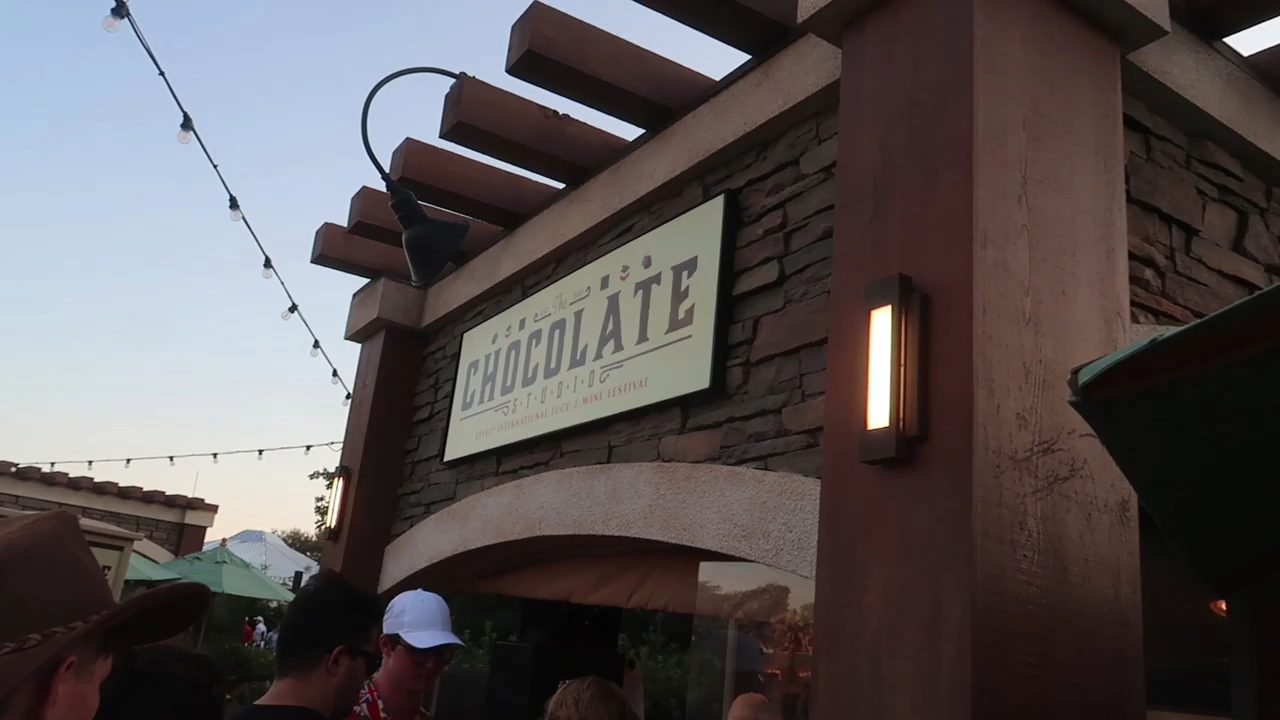 The
CHOCOLATE
STUDIO
EPCOT INTERNATIONAL FOOD & WINE FESTIVAL